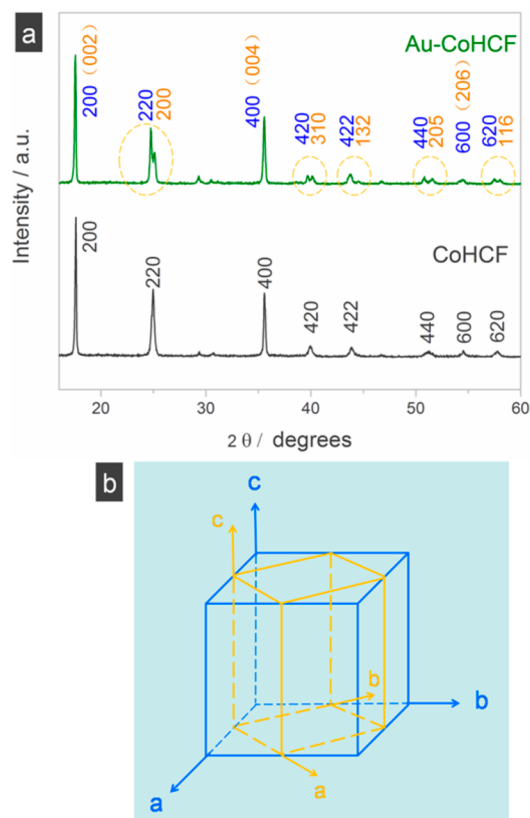 a
Au-CoHCF
200 (002)
220
200
400 (004)
420
310
422
132
440
205
600 (206)
620
116
Intensity / a.u.
CoHCF
200
220
400
420
422
440
600
620
20 30 40 50 60
2 θ / degrees
b
c
c
b
b
a
a